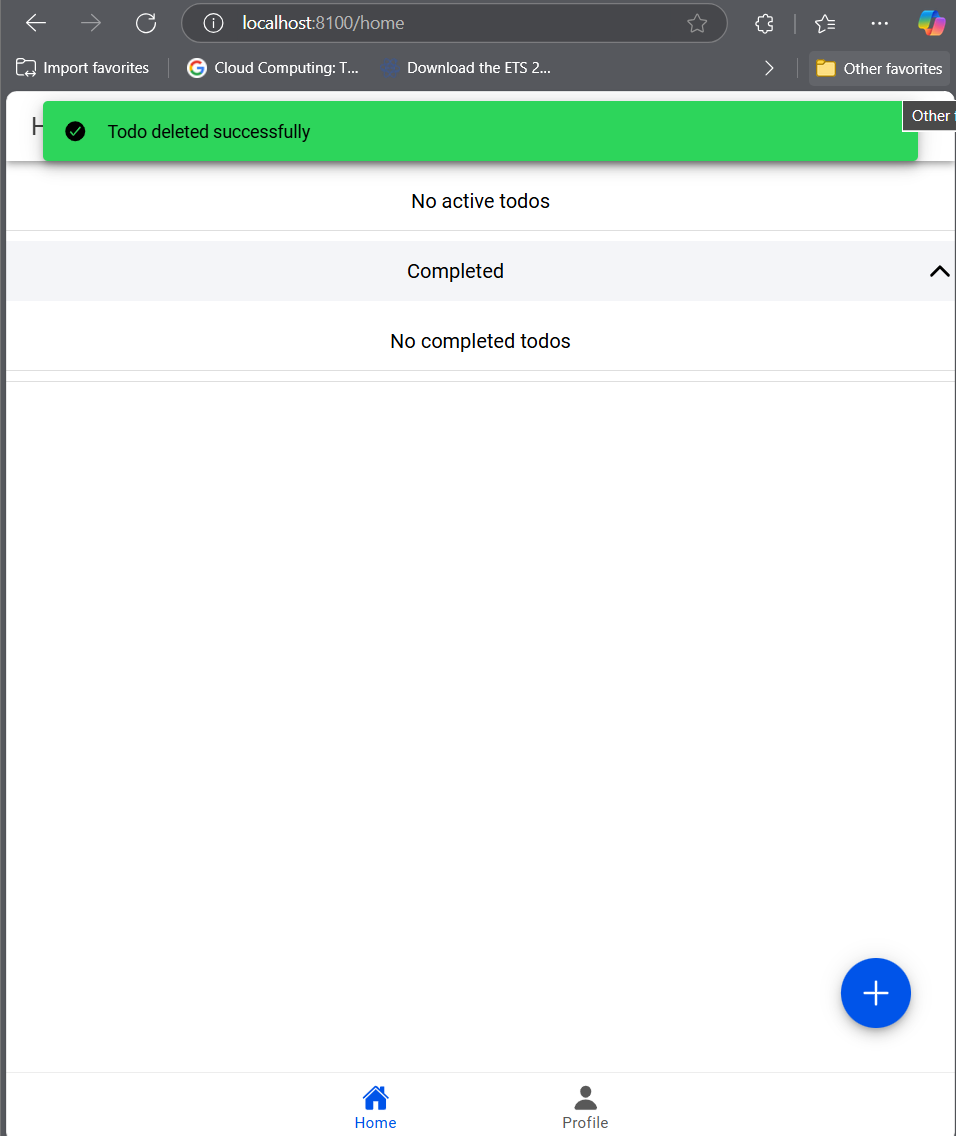 localhost:8100/home
Import favorites
Cloud Computing: T...
Download the ETS 2...
Other favorites
H
Todo deleted successfully
Other
No active todos
Completed
No completed todos
Home
Profile